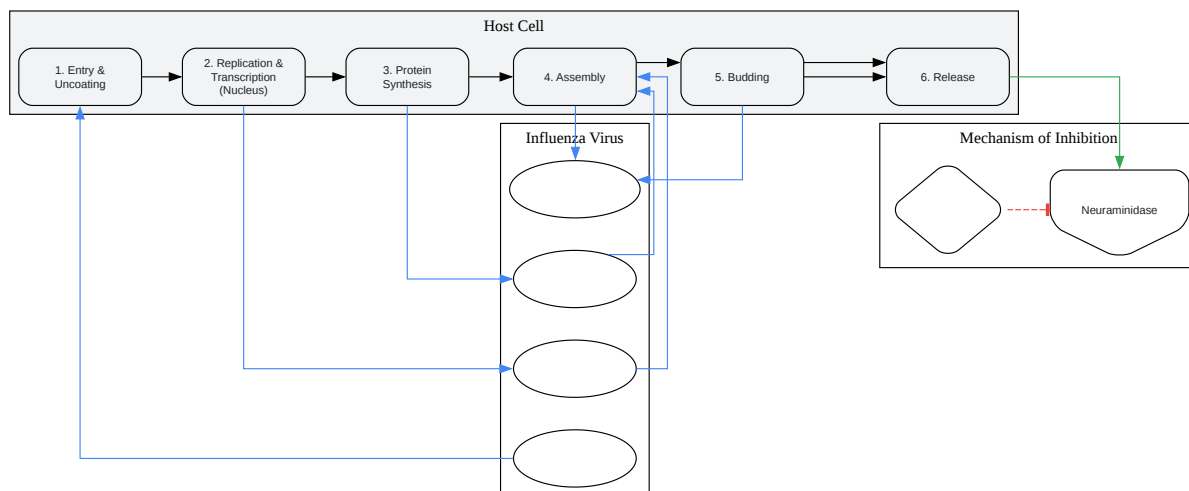 Host Cell
1. Entry &
Uncoating
2. Replication &
Transcription
(Nucleus)
3. Protein
Synthesis
4. Assembly
5. Budding
6. Release
Influenza Virus
Mechanism of Inhibition
Neuraminidase